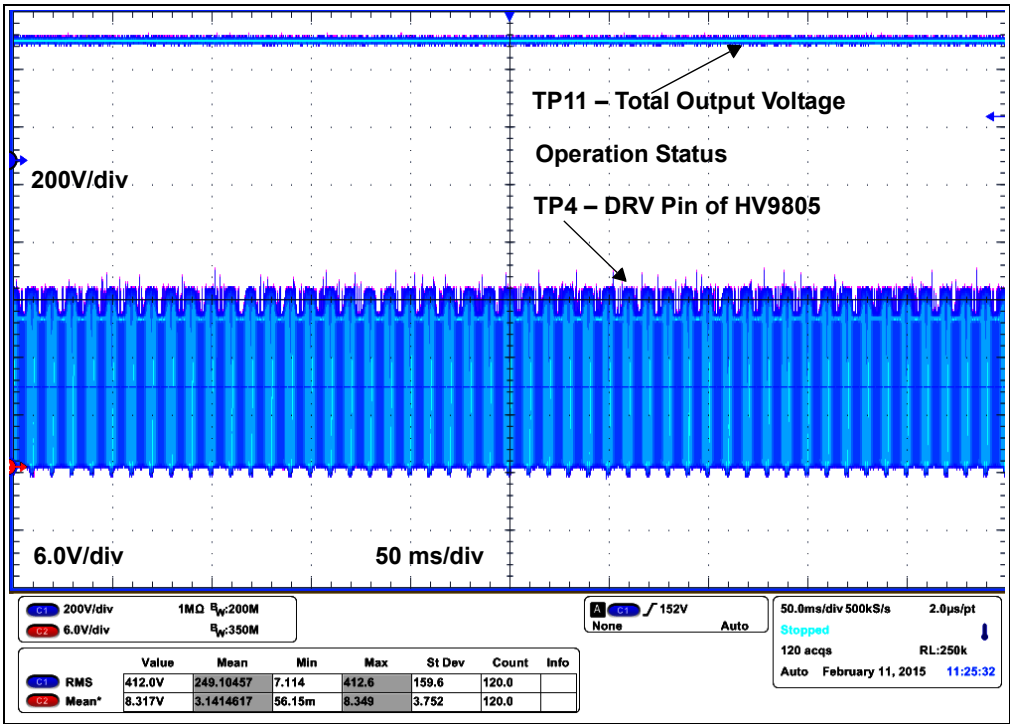 TP11 – Total Output Voltage
Operation Status
200V/div
TP4 – DRV Pin of HV9805
6.0V/div 50 ms/div
C1 200V/div 1MΩ BW:200M
C2 6.0V/div BW:350M
A C1 152V
None Auto
50.0ms/div 500kS/s 2.0µs/pt
Stopped
120 acqs RL:250k
Auto February 11, 2015 11:25:32
Value Mean Min Max St Dev Count Info
C1 RMS 412.0V 249.10457 7.114 412.6 159.6 120.0
C2 Mean* 8.317V 3.1414617 56.15m 8.349 3.752 120.0